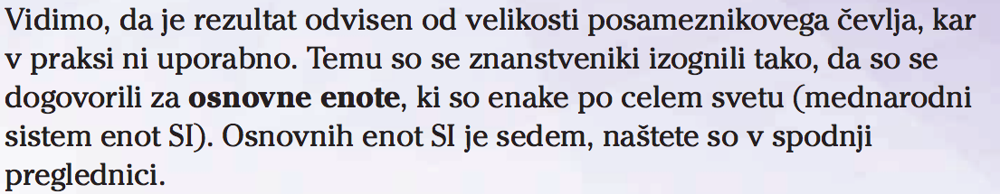 Vidimo, da je rezultat odvisen od velikosti posameznikovega čevlja, kar
v praksi ni uporabno. Temu so se znanstveniki izognili tako, da so se
dogovorili za osnovne enote, ki so enake po celem svetu (mednarodni
sistem enot SI). Osnovnih enot SI je sedem, naštete so v spodnji
preglednici.